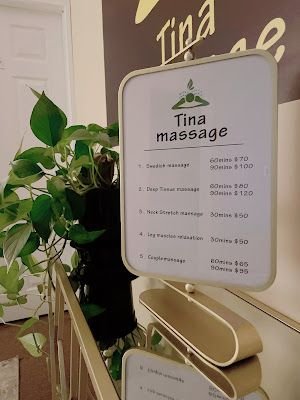 Tina
massage
Tina
massage
1. Swedish massage 60mins $70
90mins $100
2. Deep Tissue massage 60mins $80
90mins $120
3. Neck Stretch massage 30mins $50
4. Leg muscles relaxation 30mins $50
5. Couplemassage 60mins $65
90mins $95